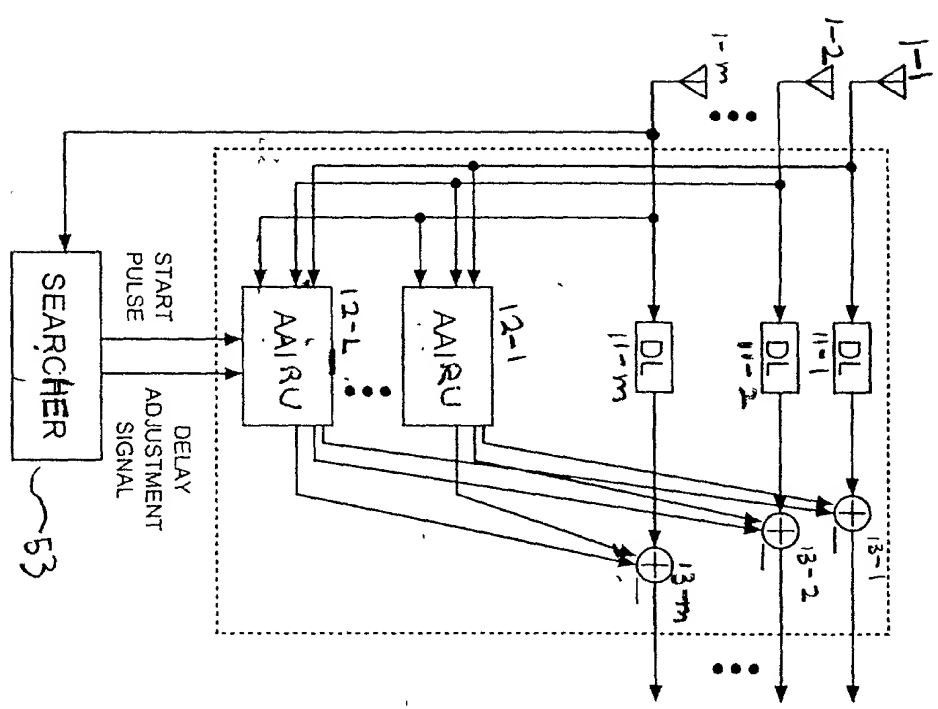 1-1
1-2
1-m
DL
11-1
DL
11-2
DL
11-m
13-1
13-2
13-m
12-1
AAIRU
12-L
AAIRU
START
PULSE
DELAY
ADJUSTMENT
SIGNAL
SEARCHER
53